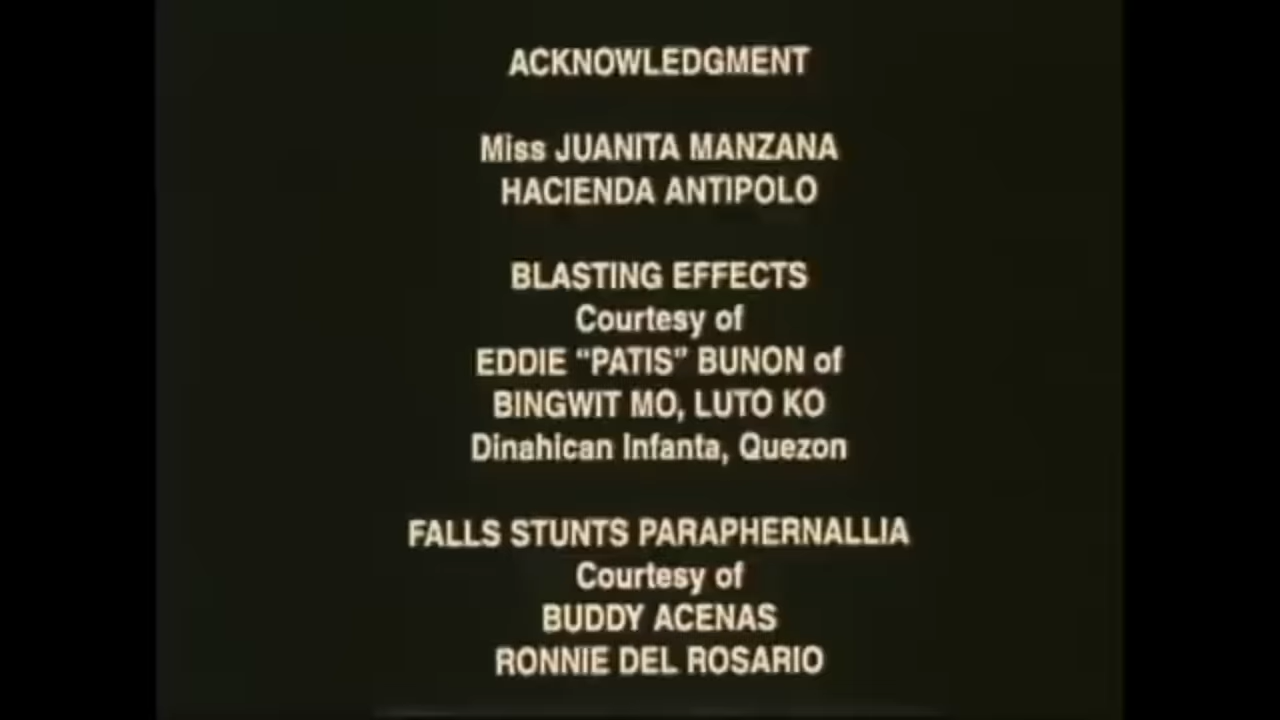 ACKNOWLEDGMENT
Miss JUANITA MANZANA
HACIENDA ANTIPOLO
BLASTING EFFECTS
Courtesy of
EDDIE “PATIS” BUNON of
BINGWIT MO, LUTO KO
Dinahican Infanta, Quezon
FALLS STUNTS PARAPHERNALLIA
Courtesy of
BUDDY ACENAS
RONNIE DEL ROSARIO